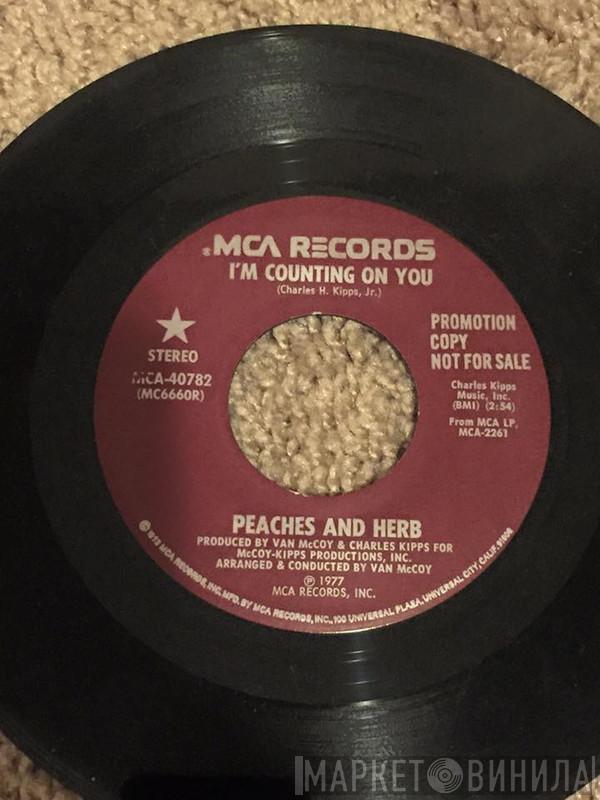 MCA RECORDS
I'M COUNTING ON YOU
(Charles H. Kipps, Jr.)
STEREO
MCA-40782
(MC6660R)
PROMOTION
COPY
NOT FOR SALE
Charles Kipps
Music, Inc.
(BMI) (2:54)
From MCA LP,
MCA-2261
PEACHES AND HERB
PRODUCED BY VAN McCOY & CHARLES KIPPS FOR
McCOY-KIPPS PRODUCTIONS, INC.
ARRANGED & CONDUCTED BY VAN McCOY
℗ 1977
MCA RECORDS, INC.
MCA RECORDS, INC. MFD. BY MCA RECORDS, INC., 100 UNIVERSAL PLAZA, UNIVERSAL CITY, CALIF.
МАРКЕТ ВИНИЛА